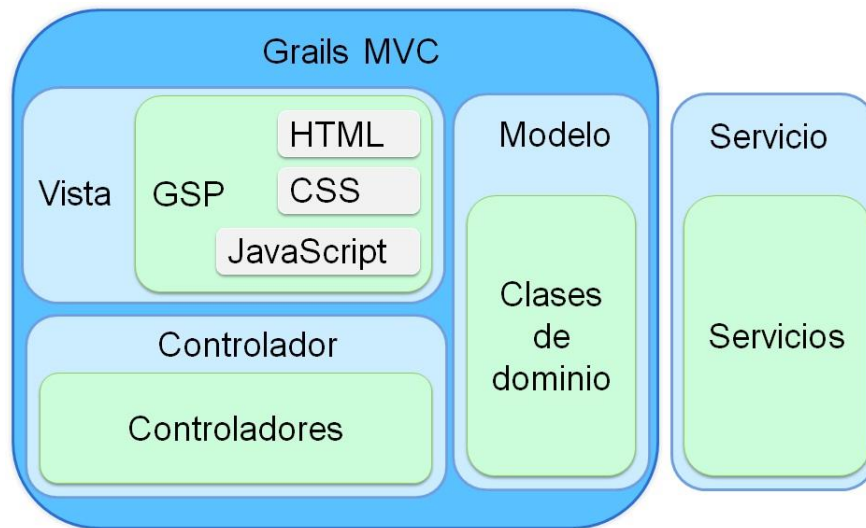 Grails MVC
Vista
GSP
HTML
CSS
JavaScript
Controlador
Controladores
Modelo
Clases
de
dominio
Servicio
Servicios